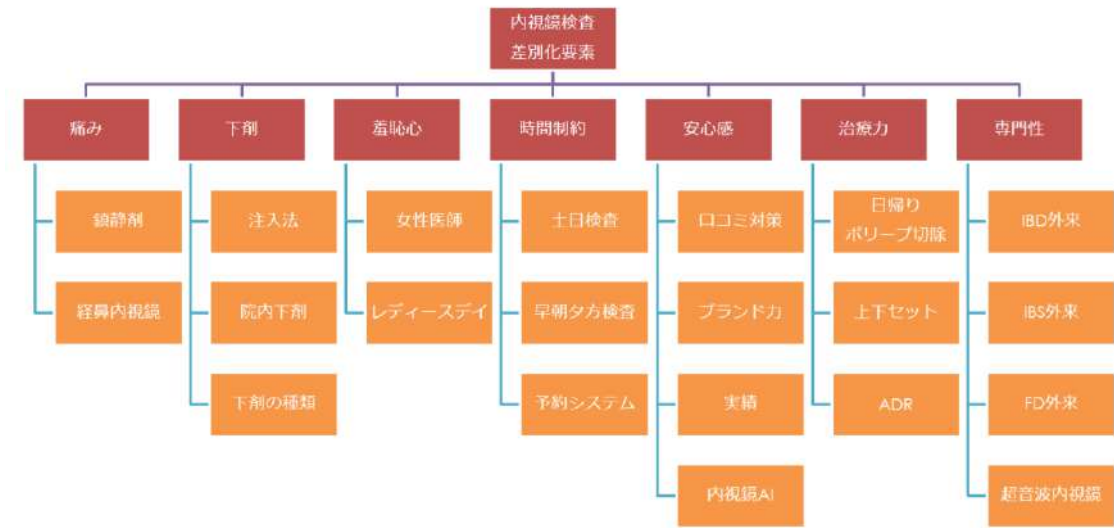 内視鏡検査
差別化要素
痛み
鎮静剤
経鼻内視鏡
下剤
注入法
院内下剤
下剤の種類
羞恥心
女性医師
レディースデイ
時間制約
土日検査
早朝夕方検査
予約システム
安心感
口コミ対策
ブランド力
実績
内視鏡AI
治療力
日帰り
ポリープ切除
上下セット
ADR
専門性
IBD外来
IBS外来
FD外来
超音波内視鏡